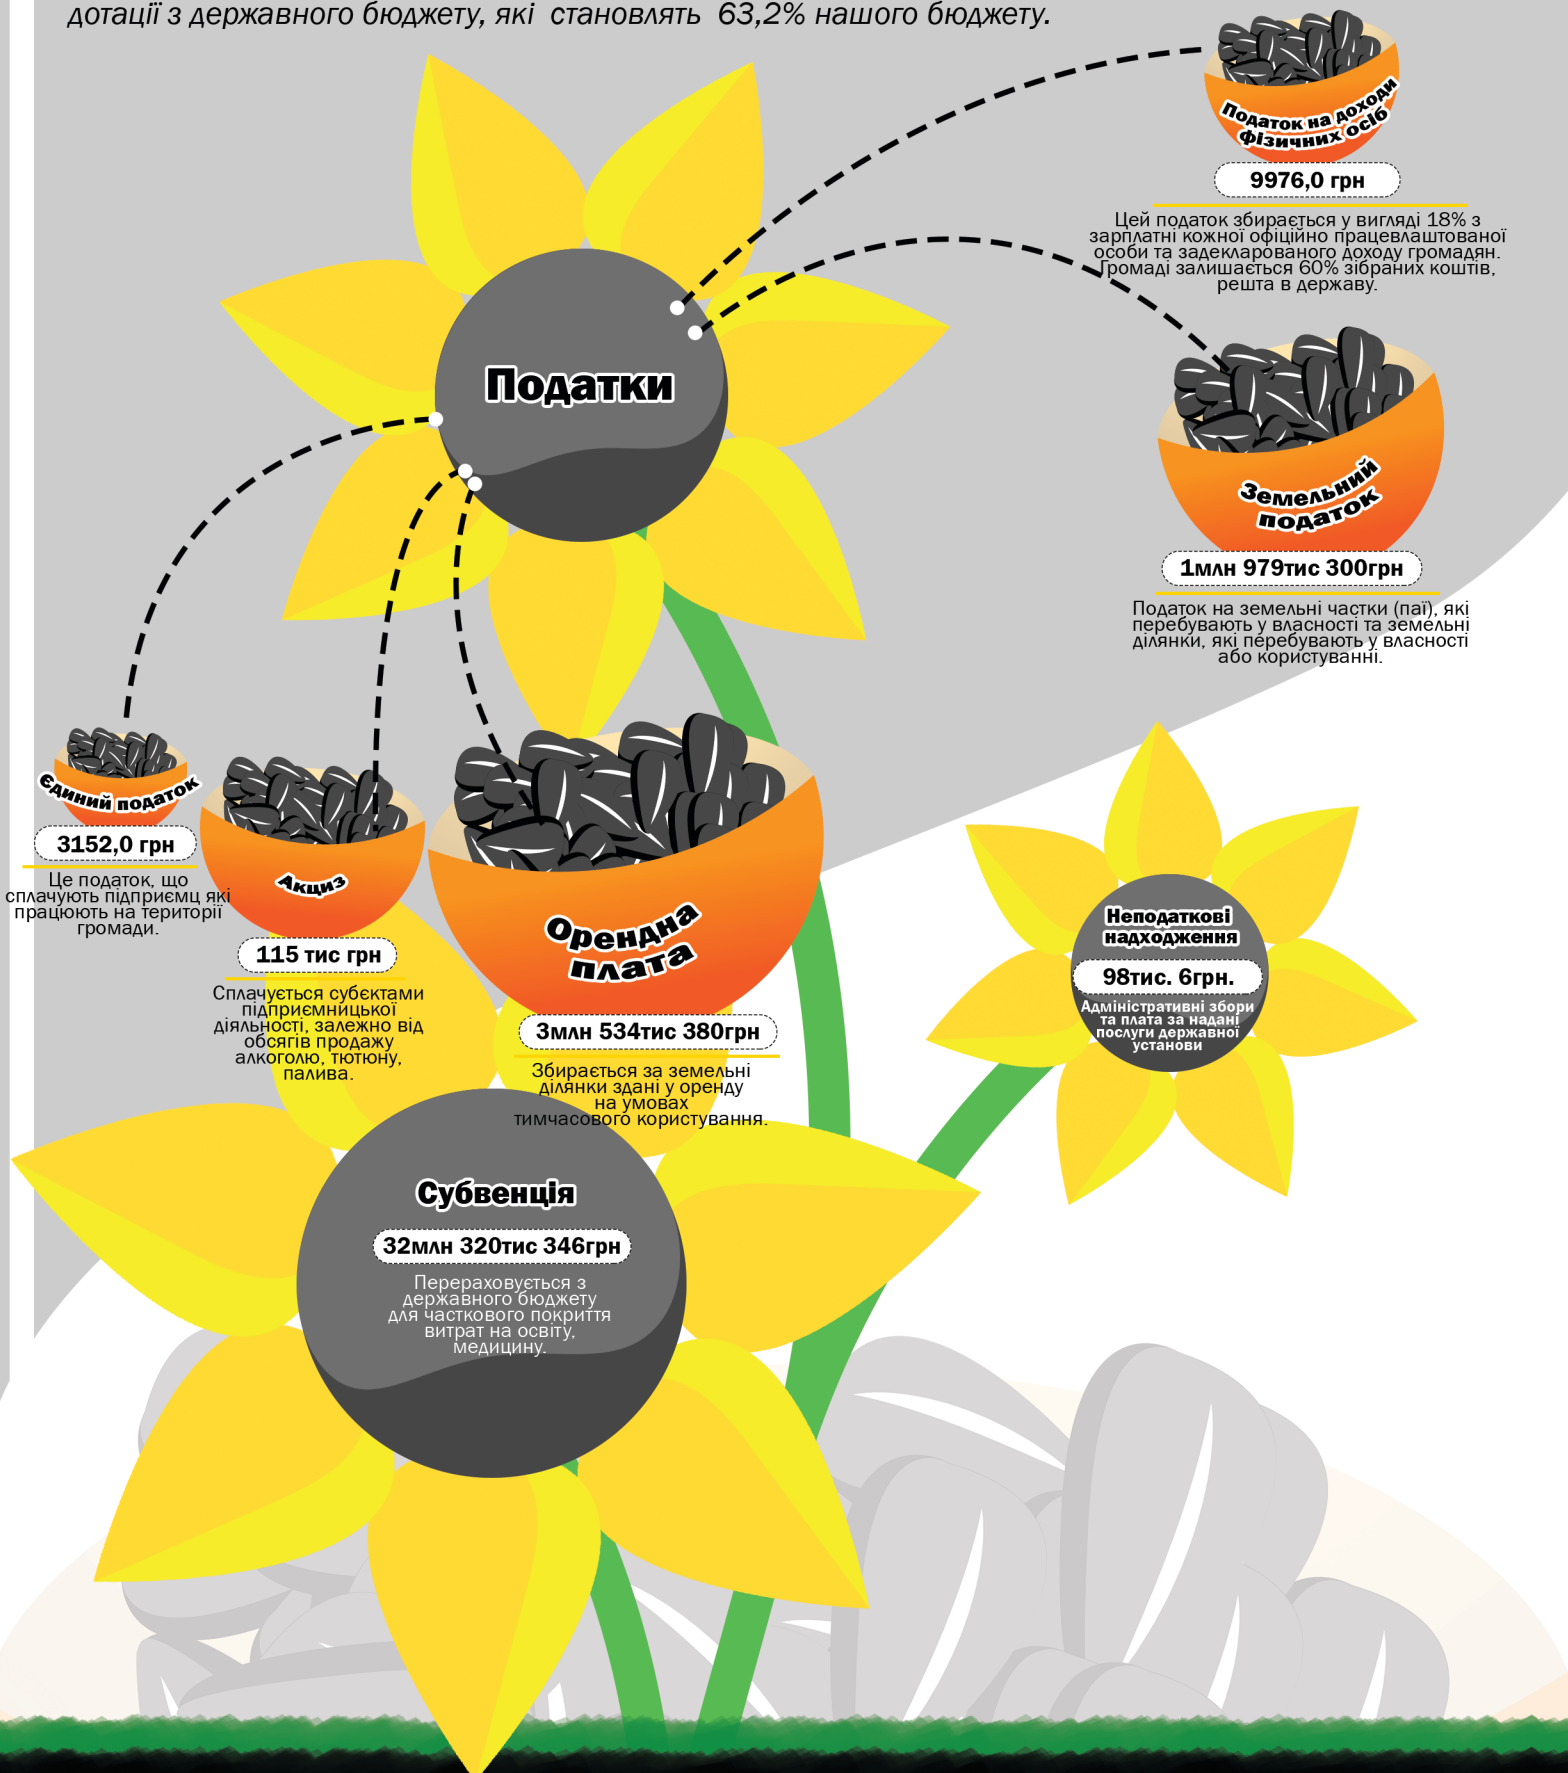 дотації з державного бюджету, які становлять 63,2% нашого бюджету.
Податок на доходи
фізичних осіб
9976,0 грн
Цей податок збирається у вигляді 18% з
зарплатні кожної офіційно працевлаштованої
особи та задекларованого доходу громадян.
Громаді залишається 60% зібраних коштів,
решта в державу.
Податки
Земельний
податок
1млн 979тис 300грн
Податок на земельні частки (паї), які
перебувають у власності та земельні
ділянки, які перебувають у власності
або користуванні.
Єдиний податок
3152,0 грн
Це податок, що
сплачують підприємц які
працюють на території
громади.
Акциз
115 тис грн
Сплачується субєктами
підприємницької
діяльності, залежно від
обсягів продажу
алкоголю, тютюну,
палива.
Орендна
плата
3млн 534тис 380грн
Збирається за земельні
ділянки здані у оренду
на умовах
тимчасового користування.
Неподаткові
надходження
98тис. 6грн.
Адміністративні збори
та плата за надані
послуги державної
установи
Субвенція
32млн 320тис 346грн
Перераховується з
державного бюджету
для часткового покриття
витрат на освіту,
медицину.